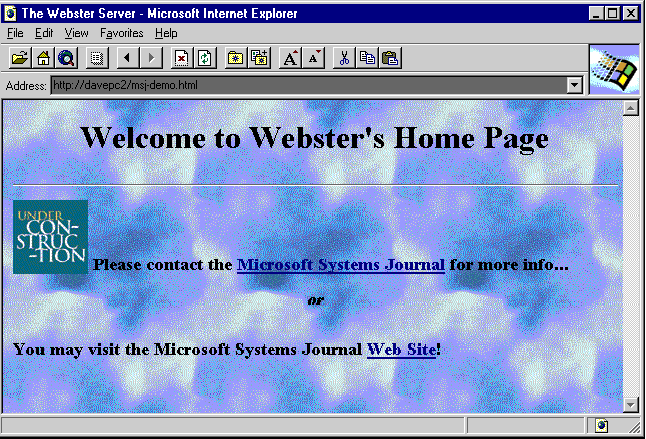 The Webster Server - Microsoft Internet Explorer
File Edit View Favorites Help
A A
Address: http://davepc2/msj-demo.html
Welcome to Webster's Home Page
UNDER
CON-
STRUC-
-TION
Please contact the Microsoft Systems Journal for more info...
or
You may visit the Microsoft Systems Journal Web Site!